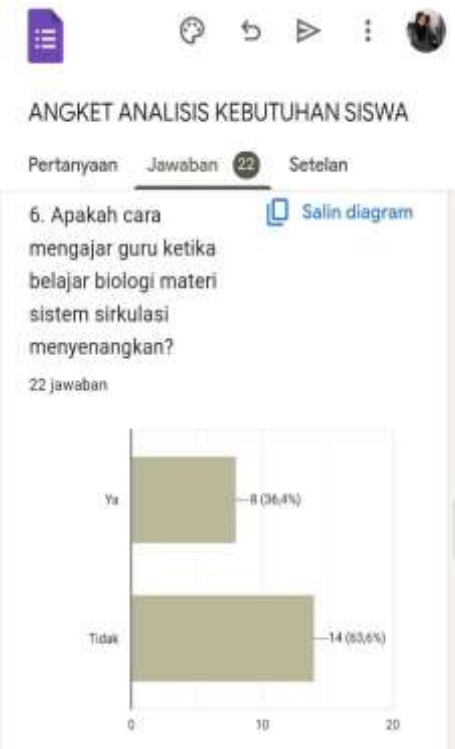 ANGKET ANALISIS KEBUTUHAN SISWA
Pertanyaan Jawaban 22 Setelan
6. Apakah cara
mengajar guru ketika
belajar biologi materi
sistem sirkulasi
menyenangkan?
Salin diagram
22 jawaban
Ya
8 (36,4%)
Tidak
14 (63,6%)
0 10 20